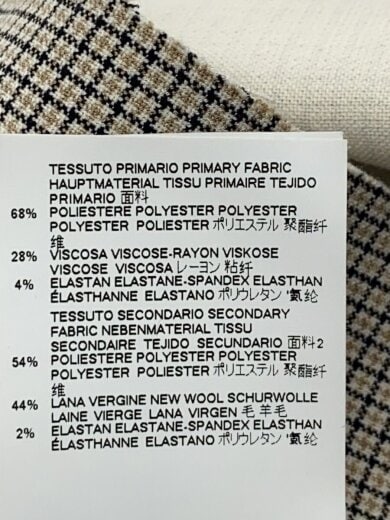 TESSUTO PRIMARIO PRIMARY FABRIC
HAUPTMATERIAL TISSU PRIMAIRE TEJIDO
PRIMARIO 面料
68% POLIESTERE POLYESTER POLYESTER
POLYESTER POLIESTER ポリエステル 聚酯纤
维
28% VISCOSA VISCOSE-RAYON VISKOSE
VISCOSE VISCOSA レーヨン 粘纤
4% ELASTAN ELASTANE-SPANDEX ELASTHAN
ÉLASTHANNE ELASTANO ポリウレタン '氨纶
TESSUTO SECONDARIO SECONDARY
FABRIC NEBENMATERIAL TISSU
SECONDAIRE TEJIDO SECUNDARIO 面料2
54% POLIESTERE POLYESTER POLYESTER
POLYESTER POLIESTER ポリエステル 聚酯纤
维
44% LANA VERGINE NEW WOOL SCHURWOLLE
LAINE VIERGE LANA VIRGEN 毛 羊毛
2% ELASTAN ELASTANE-SPANDEX ELASTHAN
ÉLASTHANNE ELASTANO ポリウレタン '氨纶